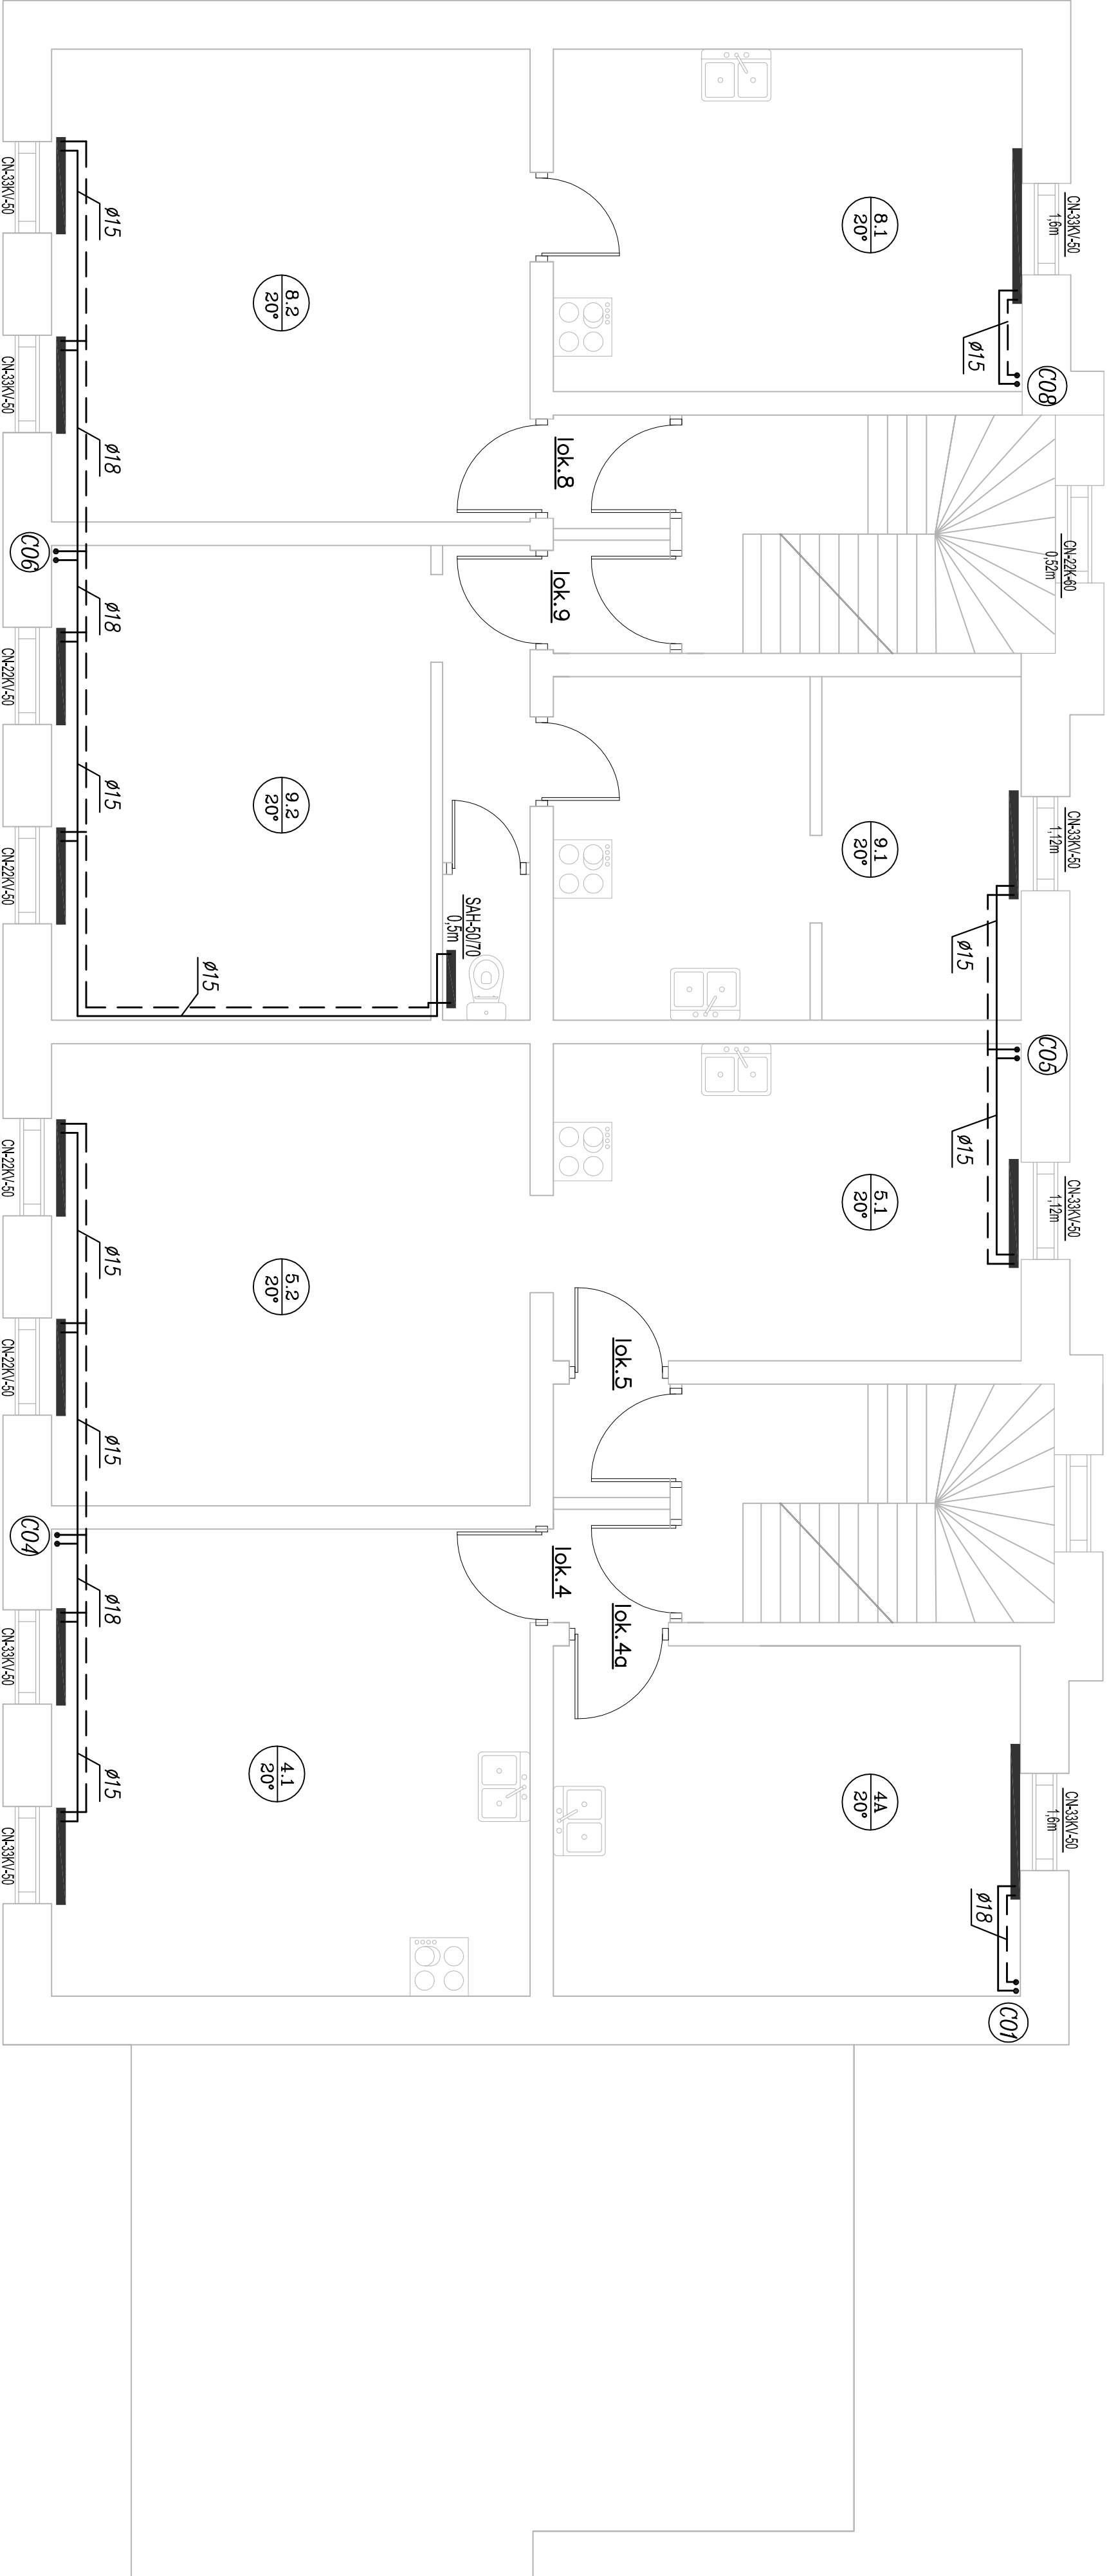 CN-33KV-50
1,6m
CN-22K-60
0,52m
CN-33KV-50
1,12m
CN-33KV-50
1,12m
CN-33KV-50
1,6m
C08
C05
C01
ø15
ø15
ø15
ø18
8.1
20°
9.1
20°
5.1
20°
4A
20°
lok.8
lok.9
lok.5
lok.4
lok.4a
SAH-50/70
0,5m
8.2
20°
9.2
20°
5.2
20°
4.1
20°
ø15
ø15
ø18
ø18
ø15
ø15
ø15
ø18
ø15
C06
C04
CN-33KV-50
CN-33KV-50
CN-22KV-50
CN-22KV-50
CN-22KV-50
CN-22KV-50
CN-33KV-50
CN-33KV-50